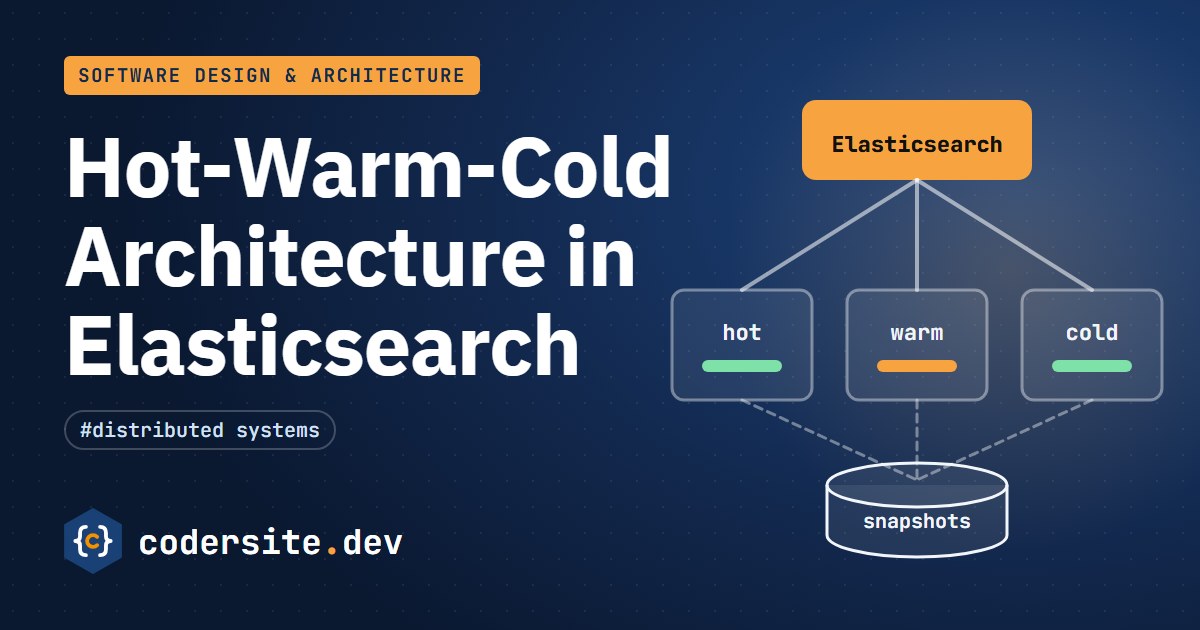 SOFTWARE DESIGN & ARCHITECTURE
Hot-Warm-Cold
Architecture in
Elasticsearch
#distributed systems
{c} codersite.dev
Elasticsearch
hot
warm
cold
snapshots